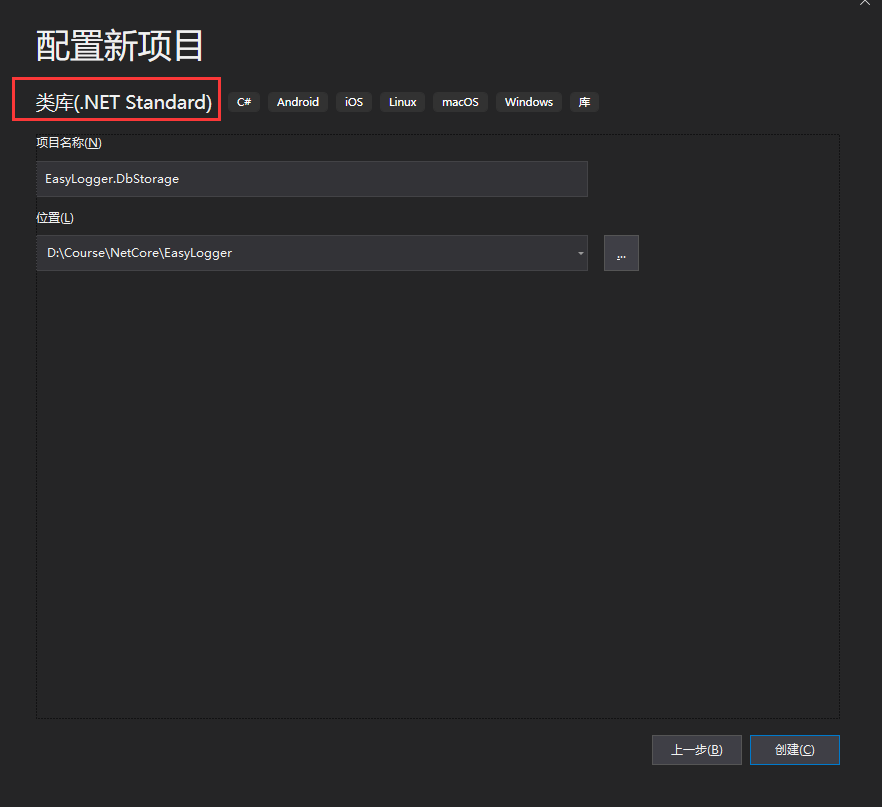 配置新项目
类库(.NET Standard) C# Android iOS Linux macOS Windows 库
项目名称(N)
EasyLogger.DbStorage
位置(L)
D:\Course\NetCore\EasyLogger ...
上一步(B) 创建(C)